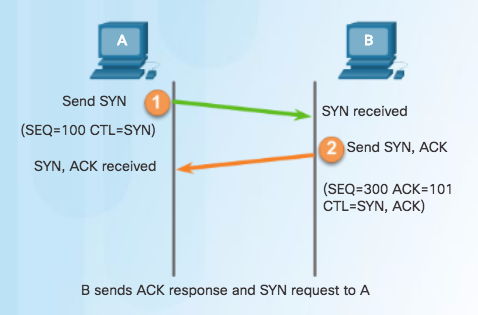 A
B
Send SYN
1
SYN received
(SEQ=100 CTL=SYN)
2
Send SYN, ACK
SYN, ACK received
(SEQ=300 ACK=101
CTL=SYN, ACK)
B sends ACK response and SYN request to A